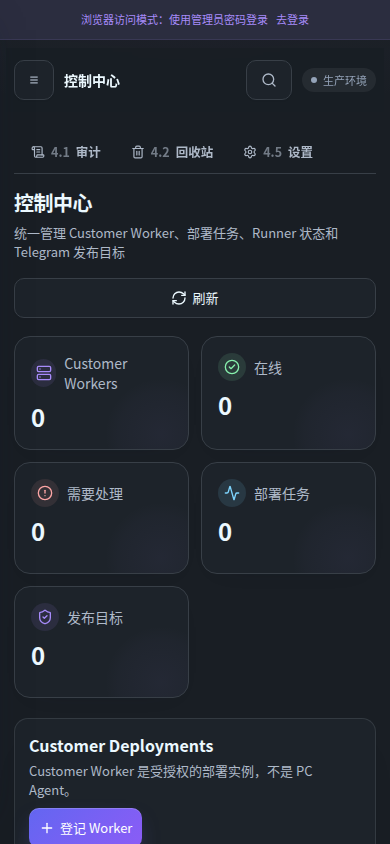 浏览器访问模式：使用管理员密码登录 去登录
控制中心
生产环境
4.1 审计 4.2 回收站 4.5 设置
控制中心
统一管理 Customer Worker、部署任务、Runner 状态和
Telegram 发布目标
刷新
Customer
Workers
0
在线
0
需要处理
0
部署任务
0
发布目标
0
Customer Deployments
Customer Worker 是受授权的部署实例，不是 PC
Agent。
登记 Worker